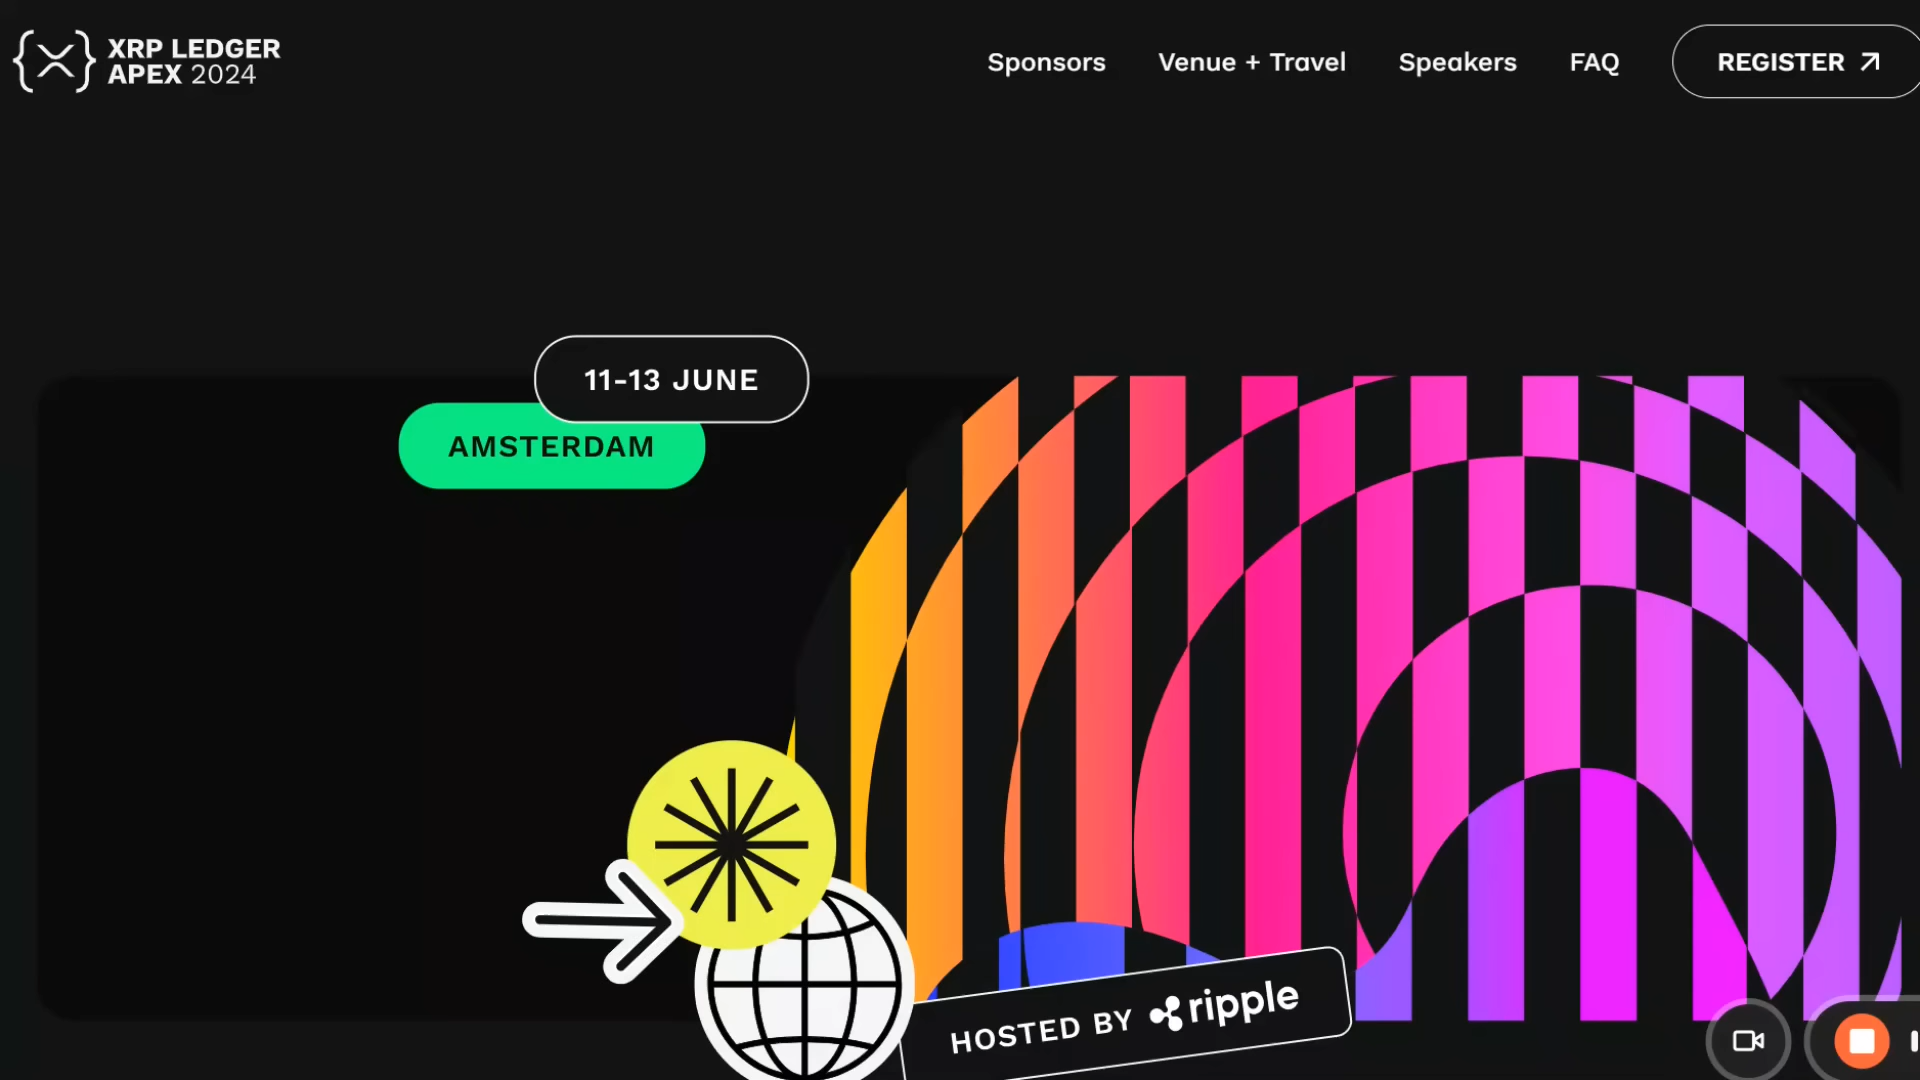 XRP LEDGER
APEX 2024
Sponsors
Venue + Travel
Speakers
FAQ
REGISTER
11-13 JUNE
AMSTERDAM
HOSTED BY ripple